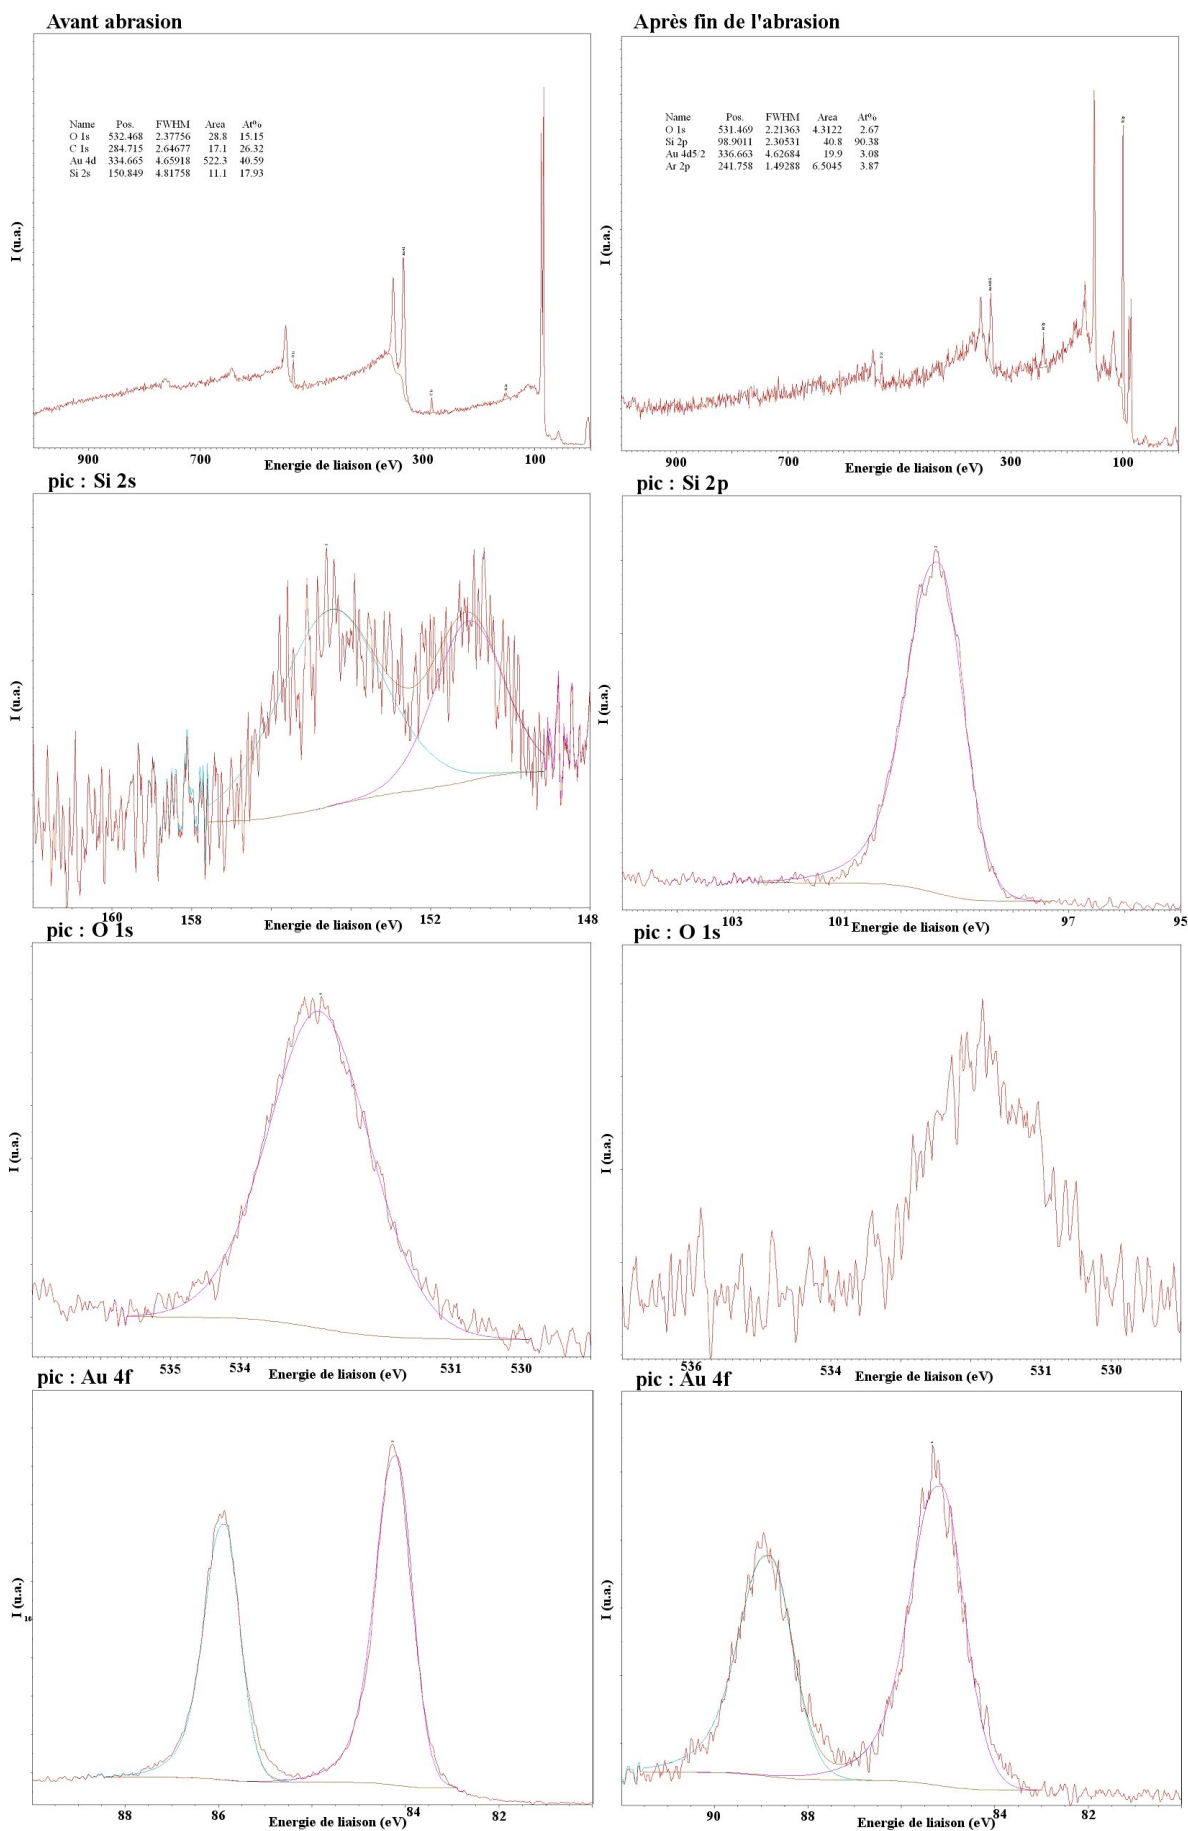 Avant abrasion
Name Pos. FWHM Area At%
O 1s 532.468 2.37756 28.8 15.15
C 1s 284.715 2.64677 17.1 26.32
Au 4d 334.665 4.65918 522.3 40.59
Si 2s 150.849 4.81758 11.1 17.93
I (u.a.)
900 700 300 100
Energie de liaison (eV)
Après fin de l'abrasion
Name Pos. FWHM Area At%
O 1s 531.469 2.21363 4.3122 2.67
Si 2p 98.9011 2.30531 40.8 90.38
Au 4d5/2 336.663 4.62684 19.9 3.08
Ar 2p 241.758 1.49288 6.5045 3.87
I (u.a.)
900 700 300 100
Energie de liaison (eV)
pic : Si 2s
I (u.a.)
160 158 152 148
Energie de liaison (eV)
pic : Si 2p
I (u.a.)
103 101 97 95
Energie de liaison (eV)
pic : O 1s
I (u.a.)
535 534 531 530
Energie de liaison (eV)
pic : O 1s
I (u.a.)
536 534 531 530
Energie de liaison (eV)
pic : Au 4f
I (u.a.)
16
88 86 84 82
Energie de liaison (eV)
pic : Au 4f
I (u.a.)
90 88 84 82
Energie de liaison (eV)